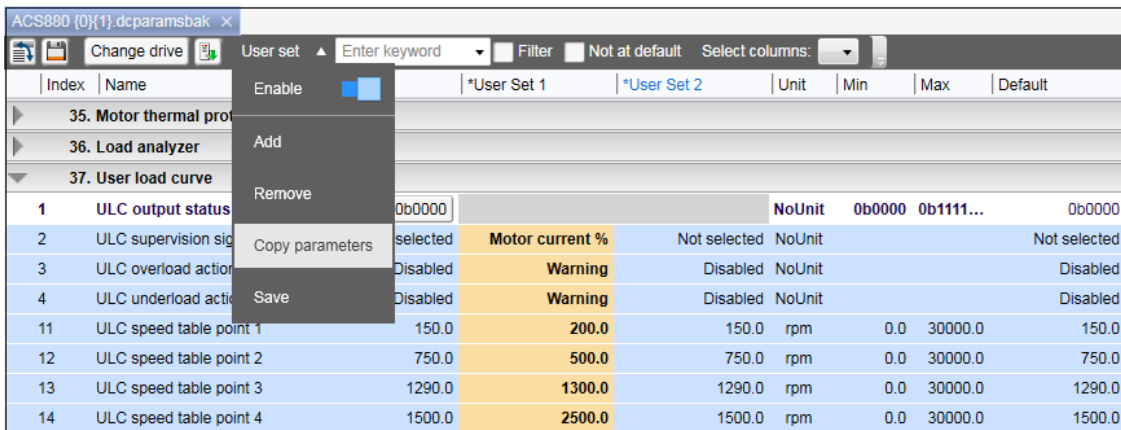 ACS880 {0}{1}.dcparamsbak ×
Change drive User set ▲ Enter keyword Filter Not at default Select columns:
Index Name *User Set 1 *User Set 2 Unit Min Max Default
Enable
35. Motor thermal prot
36. Load analyzer
Add
37. User load curve
Remove
1 ULC output status 0b0000 NoUnit 0b0000 0b1111... 0b0000
2 ULC supervision sig selected Motor current % Not selected NoUnit Not selected
Copy parameters
3 ULC overload action Disabled Warning Disabled NoUnit Disabled
4 ULC underload actio Disabled Warning Disabled NoUnit Disabled
Save
11 ULC speed table point 1 150.0 200.0 150.0 rpm 0.0 30000.0 150.0
12 ULC speed table point 2 750.0 500.0 750.0 rpm 0.0 30000.0 750.0
13 ULC speed table point 3 1290.0 1300.0 1290.0 rpm 0.0 30000.0 1290.0
14 ULC speed table point 4 1500.0 2500.0 1500.0 rpm 0.0 30000.0 1500.0